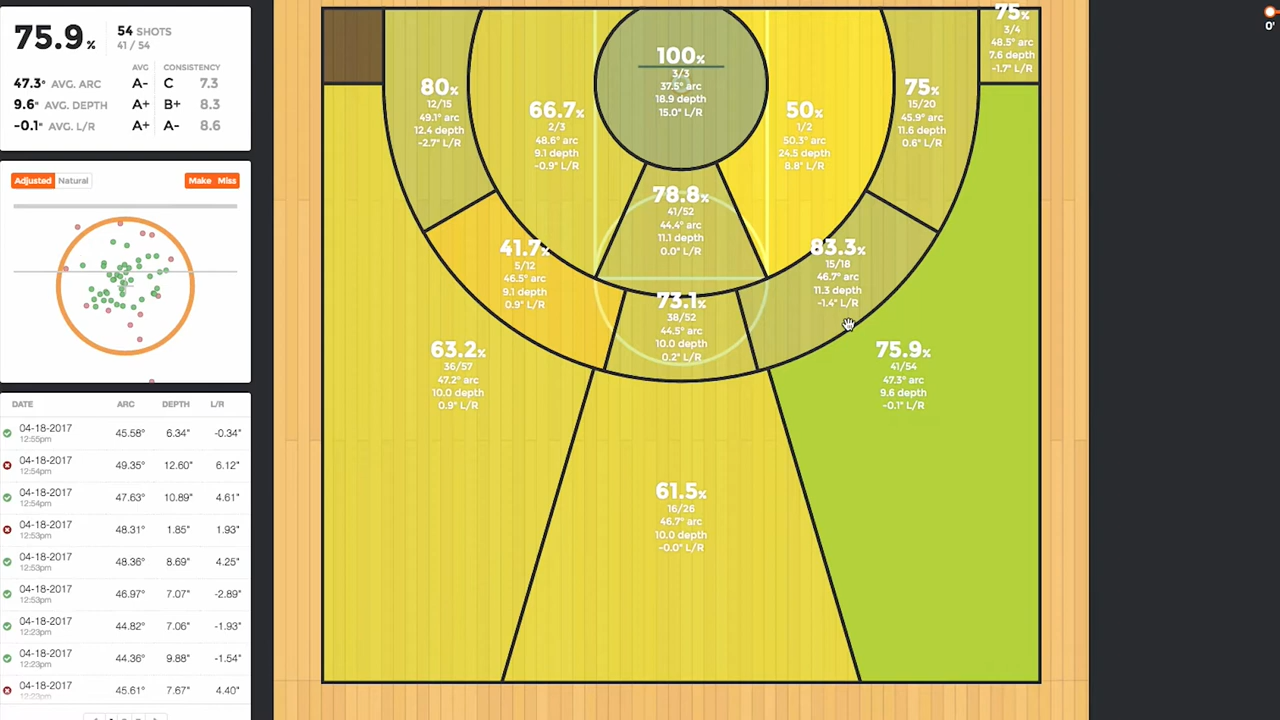 75.9%
54 SHOTS
41 / 54
AVG CONSISTENCY
47.3° AVG. ARC A- C 7.3
9.6" AVG. DEPTH A+ B+ 8.3
-0.1" AVG. L/R A+ A- 8.6
Adjusted Natural Make Miss
DATE ARC DEPTH L/R
04-18-2017 45.58° 6.34" -0.34"
12:55pm
04-18-2017 49.35° 12.60" 6.12"
12:54pm
04-18-2017 47.63° 10.89" 4.61"
12:54pm
04-18-2017 48.31° 1.85" 1.93"
12:53pm
04-18-2017 48.36° 8.69" 4.25"
12:53pm
04-18-2017 46.97° 7.07" -2.89"
12:53pm
04-18-2017 44.82° 7.06" -1.93"
12:23pm
04-18-2017 44.36° 9.88" -1.54"
12:23pm
04-18-2017 45.61° 7.67" 4.40"
12:23pm
75%
3/4
48.5° arc
7.6 depth
-1.7" L/R
0'
100%
3/3
37.5° arc
18.9 depth
15.0" L/R
80%
12/15
49.1° arc
12.4 depth
-2.7" L/R
66.7%
2/3
48.6° arc
9.1 depth
-0.9" L/R
50%
1/2
50.3° arc
24.5 depth
8.8" L/R
75%
15/20
45.9° arc
11.6 depth
0.6" L/R
78.8%
41/52
44.4° arc
11.1 depth
0.0" L/R
41.7%
5/12
46.5° arc
9.1 depth
0.9" L/R
83.3%
15/18
46.7° arc
11.3 depth
-1.4" L/R
73.1%
38/52
44.5° arc
10.0 depth
0.2" L/R
63.2%
36/57
47.2° arc
10.0 depth
0.9" L/R
75.9%
41/54
47.3° arc
9.6 depth
-0.1" L/R
61.5%
16/26
46.7° arc
10.0 depth
-0.0" L/R